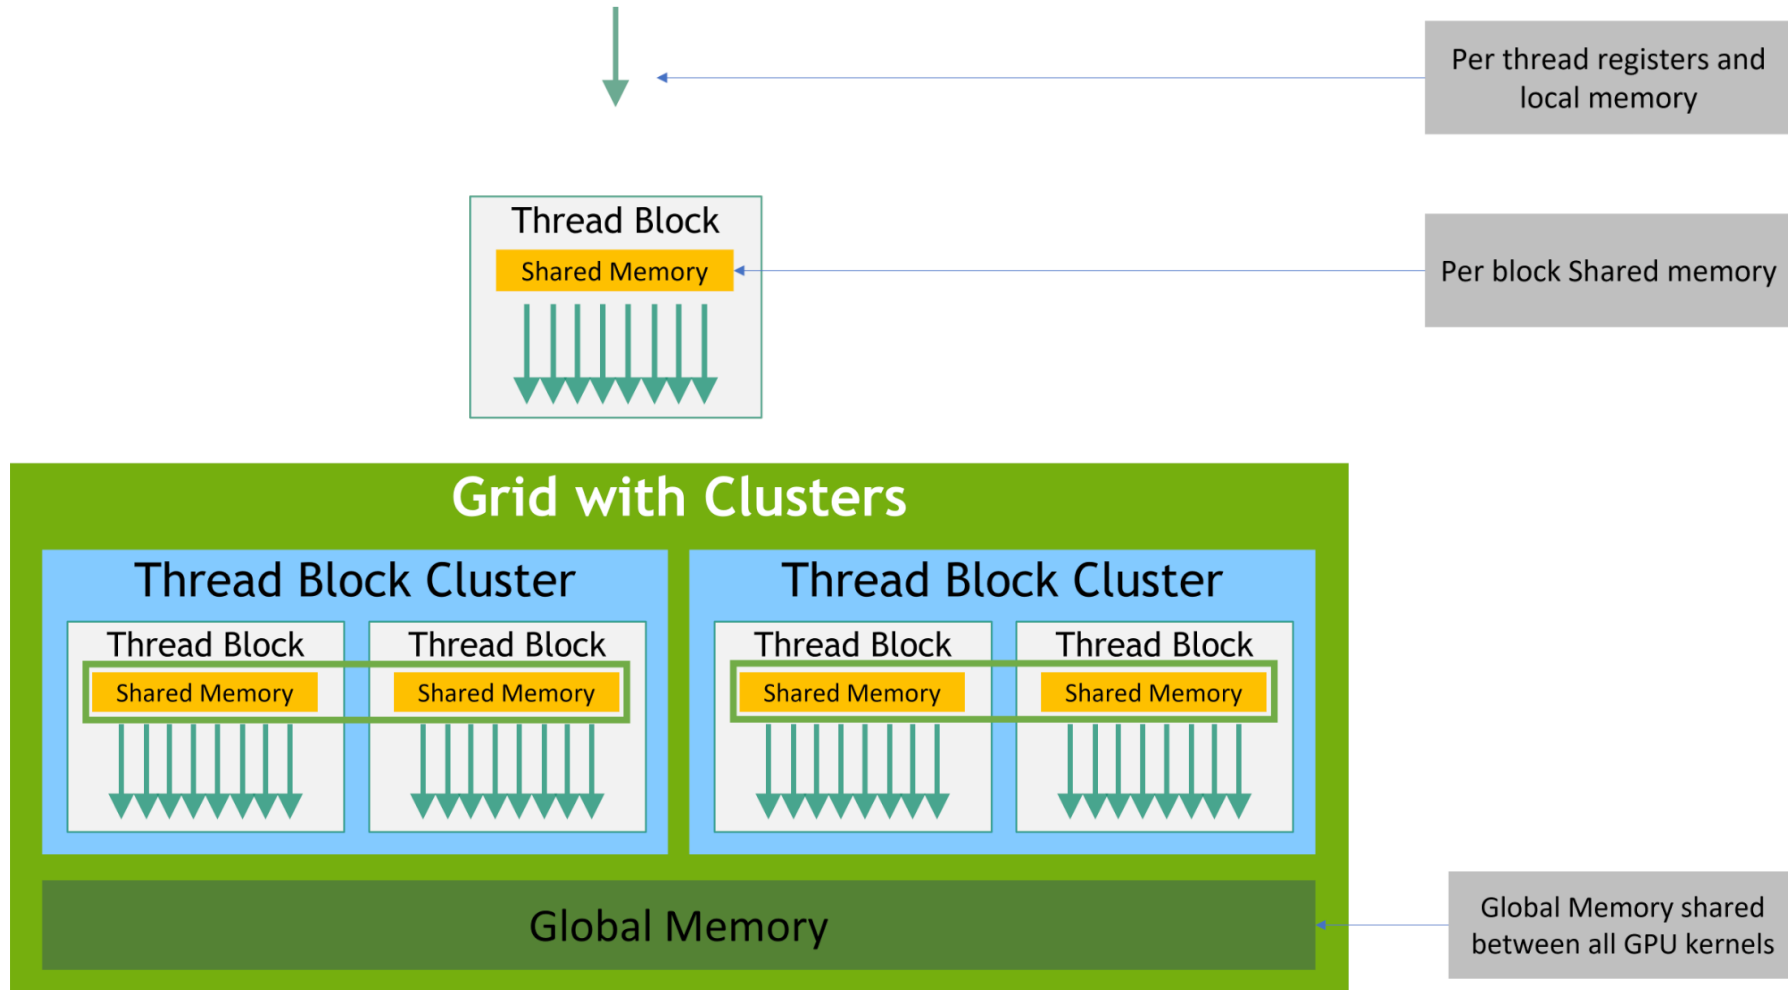 Per thread registers and
local memory
Thread Block
Shared Memory
Per block Shared memory
Grid with Clusters
Thread Block Cluster
Thread Block Cluster
Thread Block
Thread Block
Thread Block
Thread Block
Shared Memory
Shared Memory
Shared Memory
Shared Memory
Global Memory
Global Memory shared
between all GPU kernels